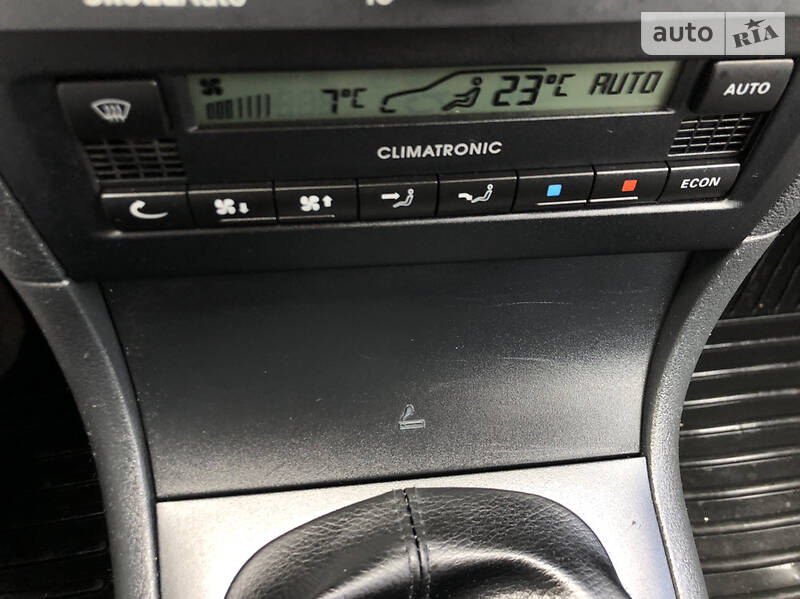 auto RIA
7°C 23°C AUTO
AUTO
CLIMATRONIC
ECON